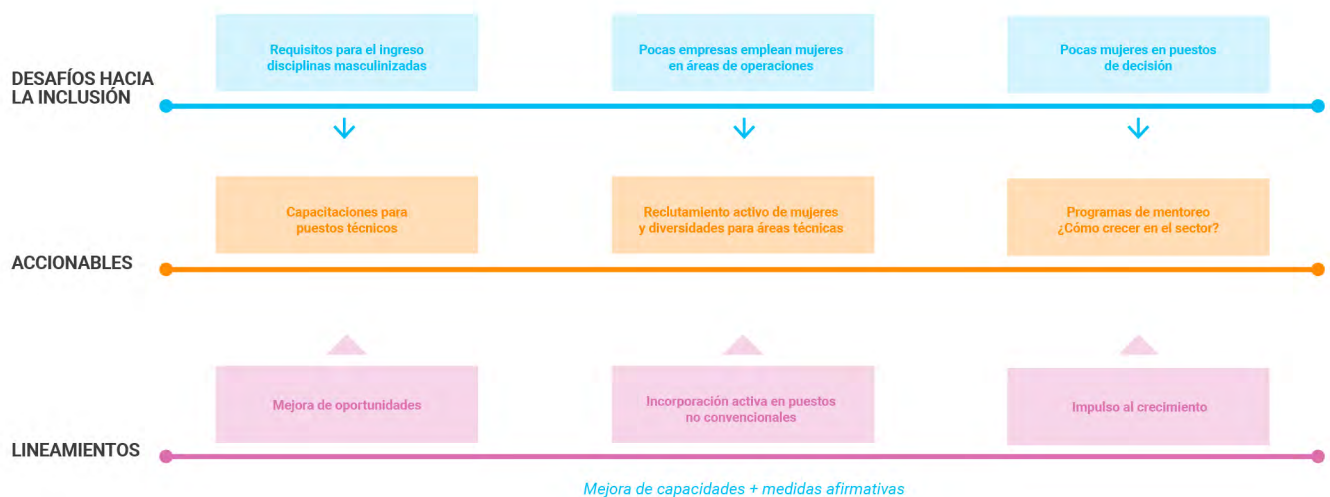 DESAFÍOS HACIA
LA INCLUSIÓN
Requisitos para el ingreso
disciplinas masculinizadas
Pocas empresas emplean mujeres
en áreas de operaciones
Pocas mujeres en puestos
de decisión
ACCIONABLES
Capacitaciones para
puestos técnicos
Reclutamiento activo de mujeres
y diversidades para áreas técnicas
Programas de mentoreo
¿Cómo crecer en el sector?
LINEAMIENTOS
Mejora de oportunidades
Incorporación activa en puestos
no convencionales
Impulso al crecimiento
Mejora de capacidades + medidas afirmativas